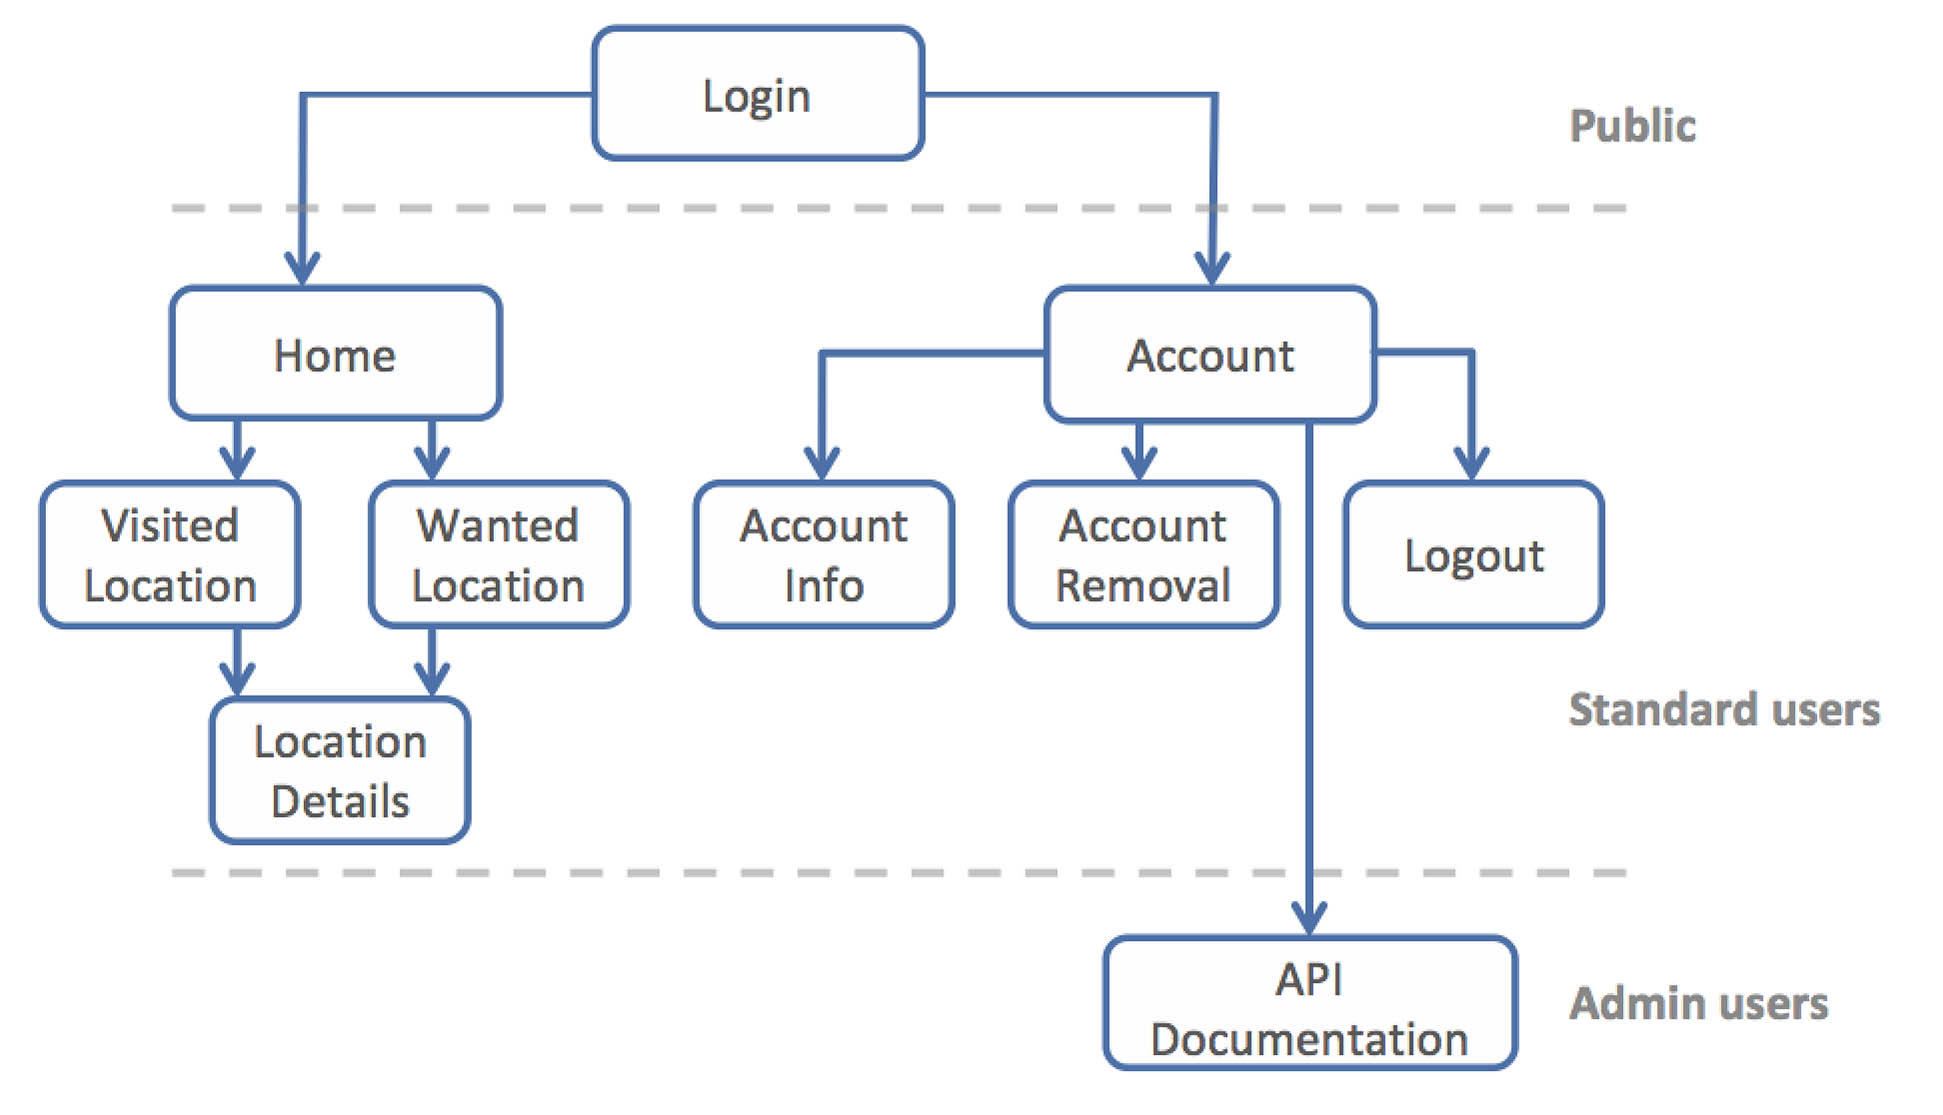 Login
Public
Home
Account
Visited
Location
Wanted
Location
Account
Info
Account
Removal
Logout
Location
Details
Standard users
API
Documentation
Admin users